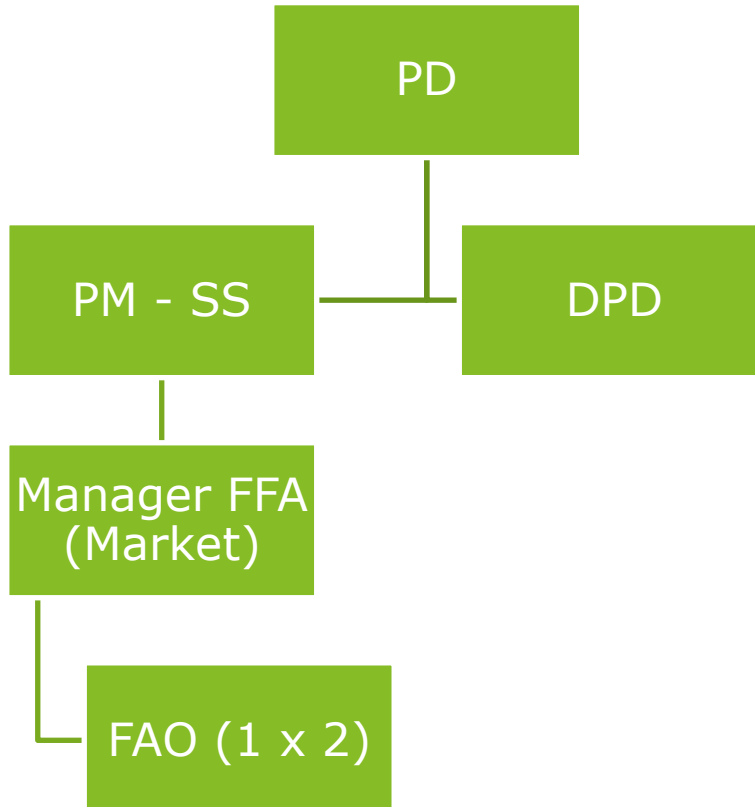 PD
PM - SS
DPD
Manager FFA
(Market)
FAO (1 x 2)